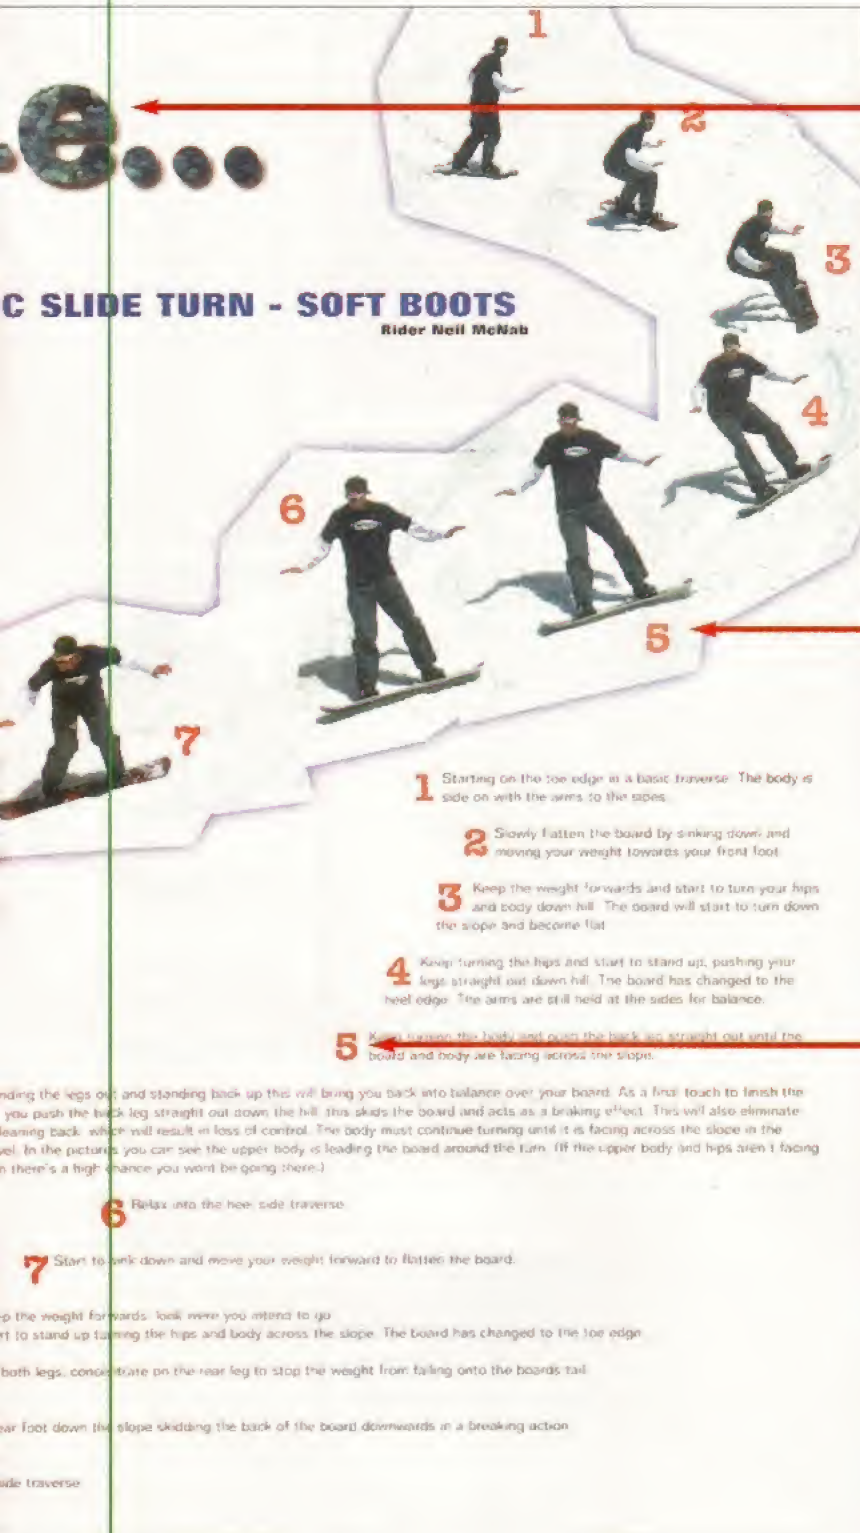 1
e...
2
3
C SLIDE TURN - SOFT BOOTS
Rider Neil McNab
4
6
5
7
1 Starting on the toe edge in a basic traverse. The body is
side on with the arms to the sides.
2 Slowly flatten the board by sinking down and
moving your weight towards your front foot.
3 Keep the weight forwards and start to turn your hips
and body down hill. The board will start to turn down
the slope and become flat.
4 Keep turning the hips and start to stand up, pushing your
legs straight out down hill. The board has changed to the
heel edge. The arms are still held at the sides for balance.
5 Keep turning the body and push the back leg straight out until the
board and body are facing across the slope.
nding the legs out and standing back up this will bring you back into balance over your board. As a final touch to finish the
you push the back leg straight out down the hill, this skids the board and acts as a braking effect. This will also eliminate
leaning back, which will result in loss of control. The body must continue turning until it is facing across the slope in the
vel. In the pictures you can see the upper body is leading the board around the turn. (If the upper body and hips aren't facing
n there's a high chance you wont be going there.)
6 Relax into the heel side traverse.
7 Start to sink down and move your weight forward to flatten the board.
p the weight forwards, look were you intend to go.
rt to stand up turning the hips and body across the slope. The board has changed to the toe edge.
both legs, concentrate on the rear leg to stop the weight from falling onto the boards tail.
ear foot down the slope skidding the back of the board downwards in a breaking action.
side traverse.